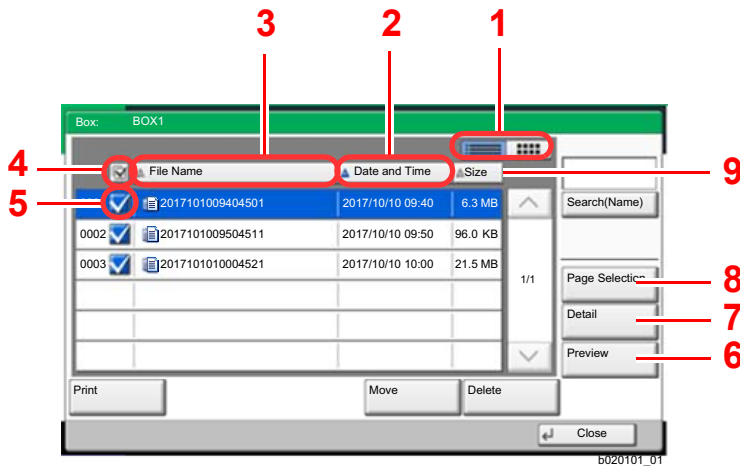 3 2 1
Box: BOX1
4 File Name Date and Time Size 9
5 2017101009404501 2017/10/10 09:40 6.3 MB Search(Name)
0002 2017101009504511 2017/10/10 09:50 96.0 KB
0003 2017101010004521 2017/10/10 10:00 21.5 MB
1/1 Page Selection 8
Detail 7
Preview 6
Print Move Delete
Close
b020101_01